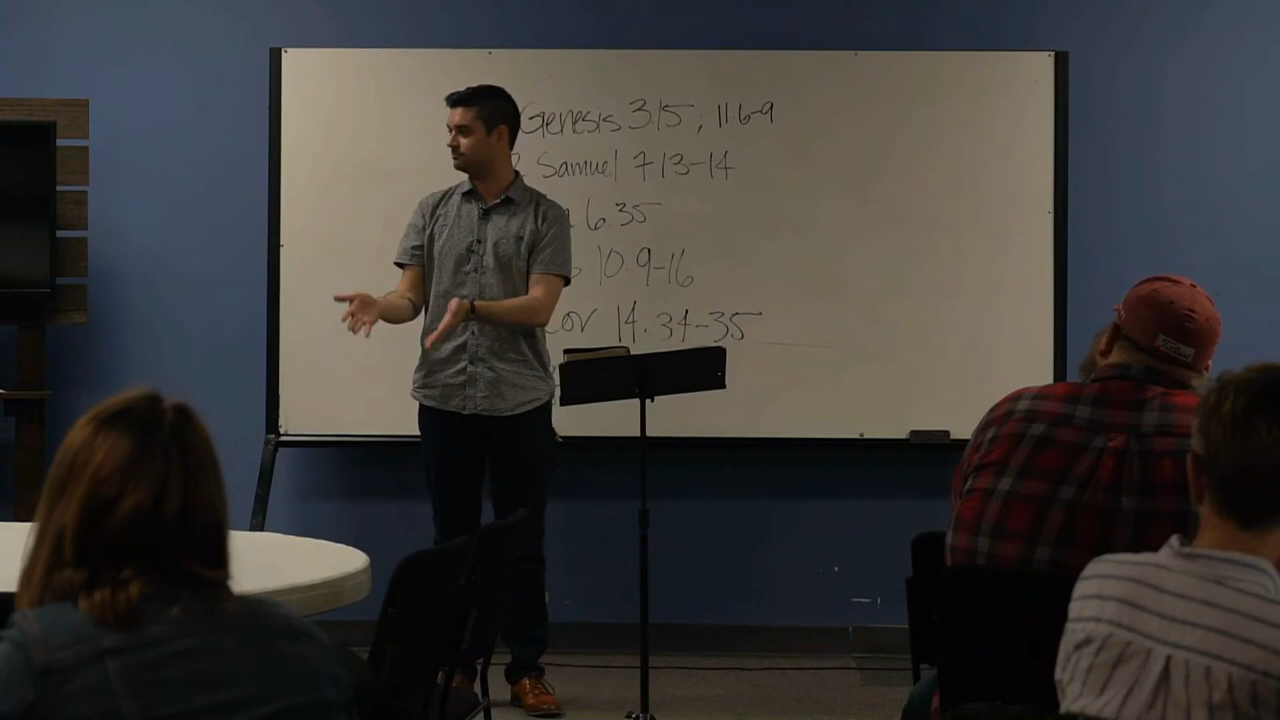 Genesis 3.15; 11.6-9
2 Samuel 7.13-14
6.35
10.9-16
Cor 14.34-35